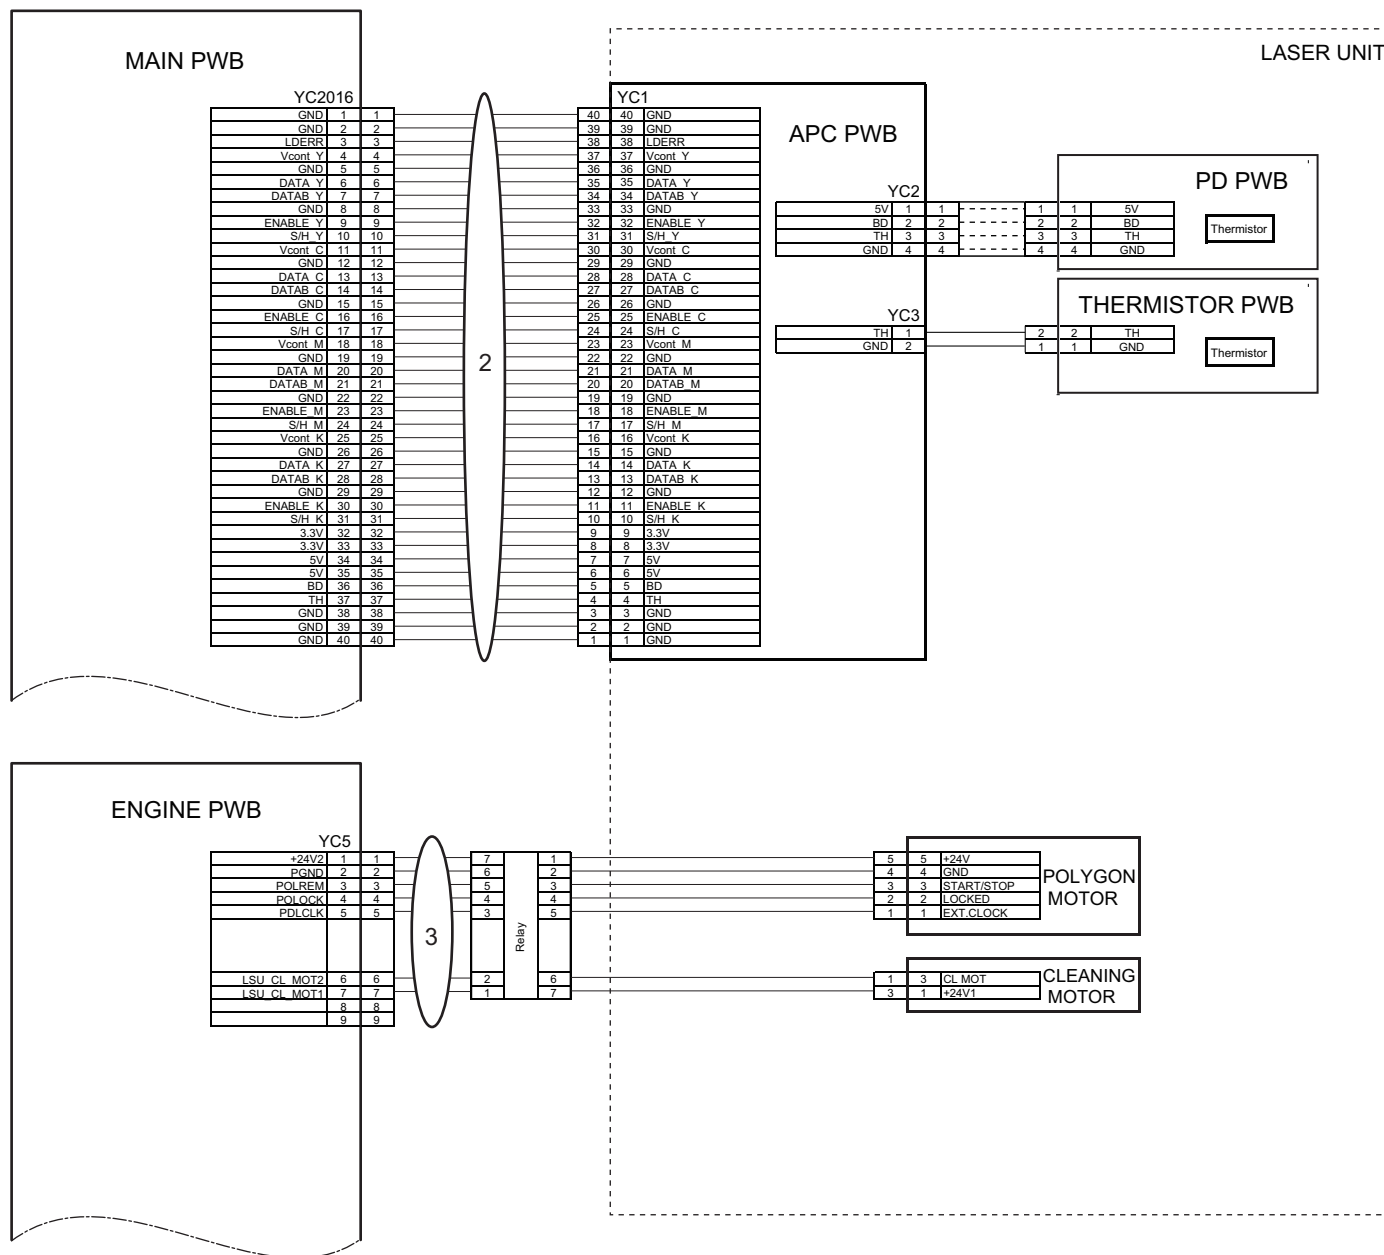 LASER UNIT
MAIN PWB
YC2016
YC1
APC PWB
GND 1 1 40 40 GND
GND 2 2 39 39 GND
LDERR 3 3 38 38 LDERR
Vcont_Y 4 4 37 37 Vcont_Y
GND 5 5 36 36 GND
DATA_Y 6 6 35 35 DATA_Y
DATAB_Y 7 7 34 34 DATAB_Y
GND 8 8 33 33 GND
ENABLE_Y 9 9 32 32 ENABLE_Y
S/H_Y 10 10 31 31 S/H_Y
Vcont_C 11 11 30 30 Vcont_C
GND 12 12 29 29 GND
DATA_C 13 13 28 28 DATA_C
DATAB_C 14 14 27 27 DATAB_C
GND 15 15 26 26 GND
ENABLE_C 16 16 25 25 ENABLE_C
S/H_C 17 17 24 24 S/H_C
Vcont_M 18 18 23 23 Vcont_M
GND 19 19 22 22 GND
DATA_M 20 20 21 21 DATA_M
DATAB_M 21 21 20 20 DATAB_M
GND 22 22 19 19 GND
ENABLE_M 23 23 18 18 ENABLE_M
S/H_M 24 24 17 17 S/H_M
Vcont_K 25 25 16 16 Vcont_K
GND 26 26 15 15 GND
DATA_K 27 27 14 14 DATA_K
DATAB_K 28 28 13 13 DATAB_K
GND 29 29 12 12 GND
ENABLE_K 30 30 11 11 ENABLE_K
S/H_K 31 31 10 10 S/H_K
3.3V 32 32 9 9 3.3V
3.3V 33 33 8 8 3.3V
5V 34 34 7 7 5V
5V 35 35 6 6 5V
BD 36 36 5 5 BD
TH 37 37 4 4 TH
GND 38 38 3 3 GND
GND 39 39 2 2 GND
GND 40 40 1 1 GND
2
YC2
5V 1 1 1 1 5V
BD 2 2 2 2 BD
TH 3 3 3 3 TH
GND 4 4 4 4 GND
PD PWB
Thermistor
YC3
TH 1 2 2 TH
GND 2 1 1 GND
THERMISTOR PWB
Thermistor
ENGINE PWB
YC5
+24V2 1 1 7 1 5 5 +24V
PGND 2 2 6 2 4 4 GND
POLREM 3 3 5 3 3 3 START/STOP
POLOCK 4 4 4 4 2 2 LOCKED
PDLCLK 5 5 3 5 1 1 EXT.CLOCK
POLYGON
MOTOR
3
Relay
LSU_CL_MOT2 6 6 2 6 1 3 CL MOT
LSU_CL_MOT1 7 7 1 7 3 1 +24V1
8 8
9 9
CLEANING
MOTOR